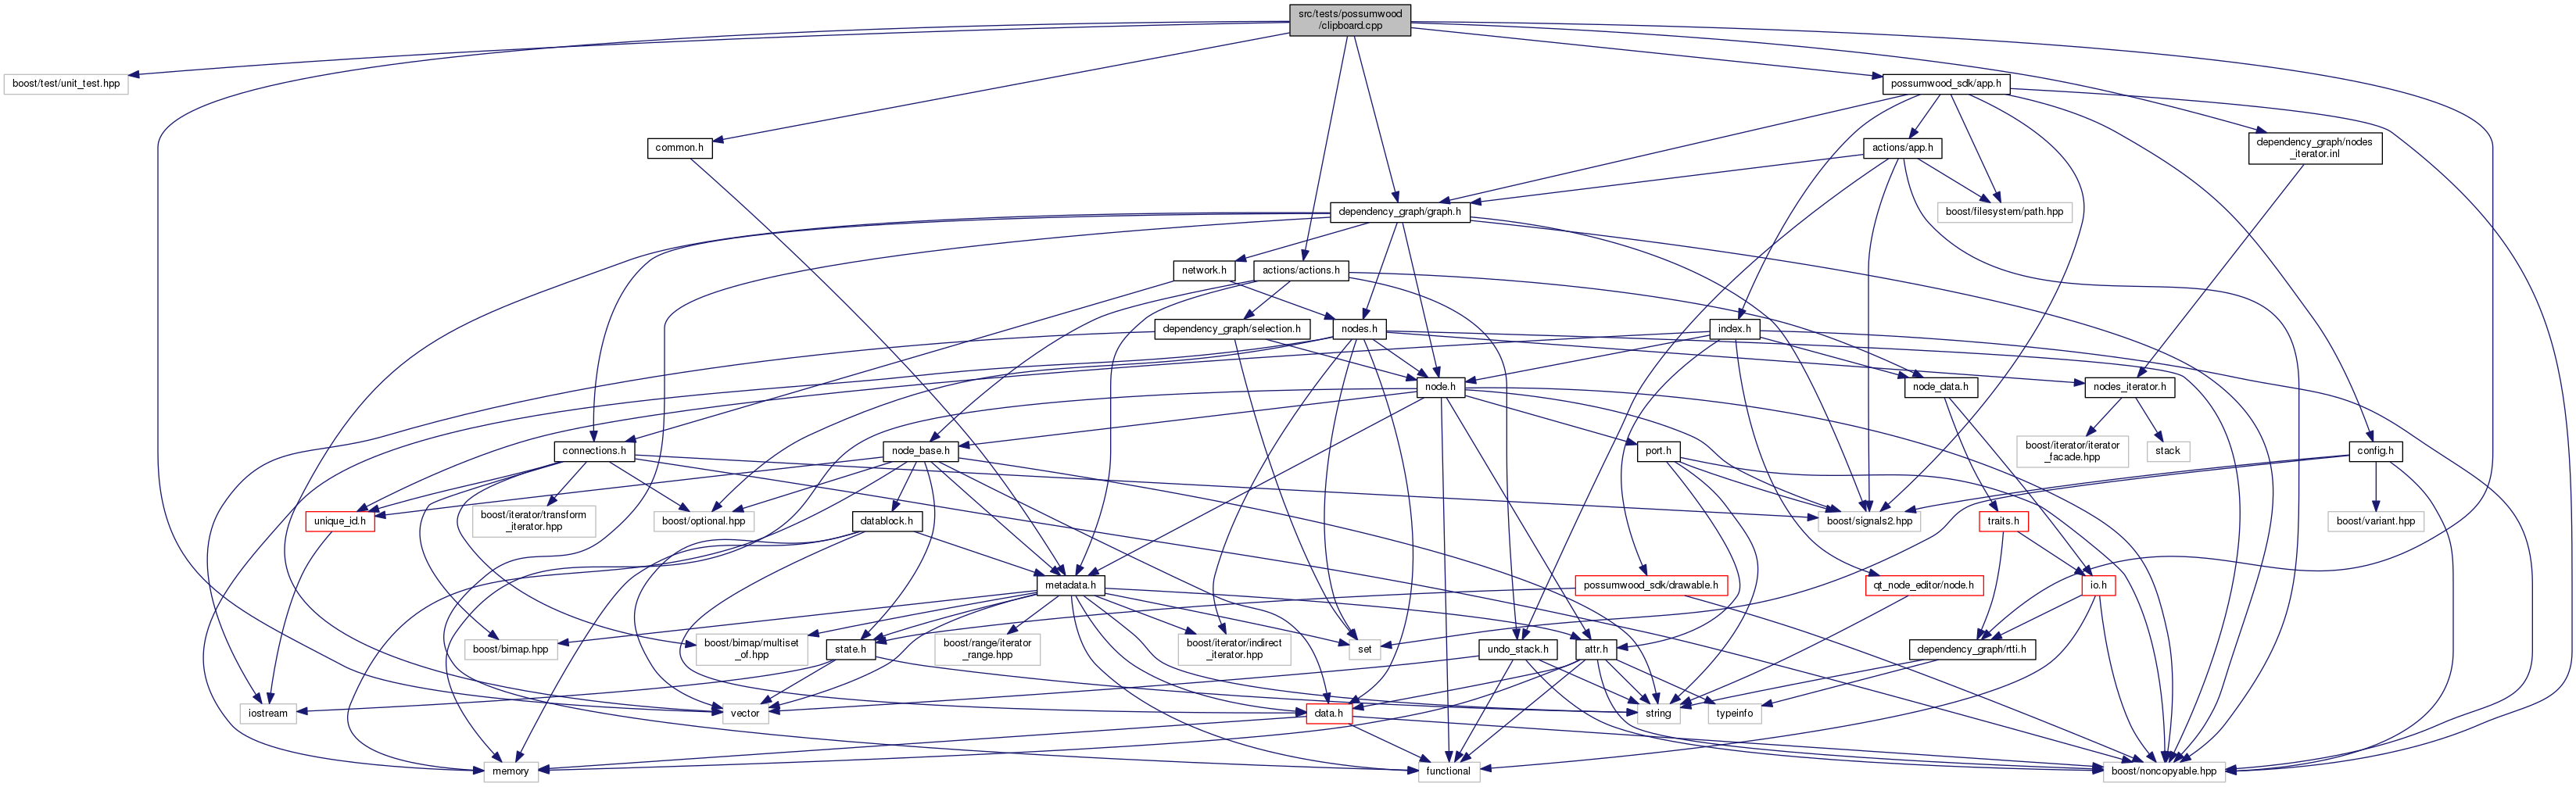 src/tests/possumwood
/clipboard.cpp
boost/test/unit_test.hpp
possumwood_sdk/app.h
common.h
actions/app.h
dependency_graph/nodes
_iterator.inl
dependency_graph/graph.h
boost/filesystem/path.hpp
network.h
actions/actions.h
dependency_graph/selection.h
nodes.h
index.h
node.h
node_data.h
nodes_iterator.h
connections.h
node_base.h
port.h
boost/iterator/iterator
_facade.hpp
stack
config.h
unique_id.h
boost/iterator/transform
_iterator.hpp
boost/optional.hpp
datablock.h
boost/signals2.hpp
traits.h
boost/variant.hpp
metadata.h
possumwood_sdk/drawable.h
qt_node_editor/node.h
io.h
boost/bimap.hpp
boost/bimap/multiset
_of.hpp
state.h
boost/range/iterator
_range.hpp
boost/iterator/indirect
_iterator.hpp
set
undo_stack.h
attr.h
dependency_graph/rtti.h
iostream
vector
data.h
string
typeinfo
memory
functional
boost/noncopyable.hpp